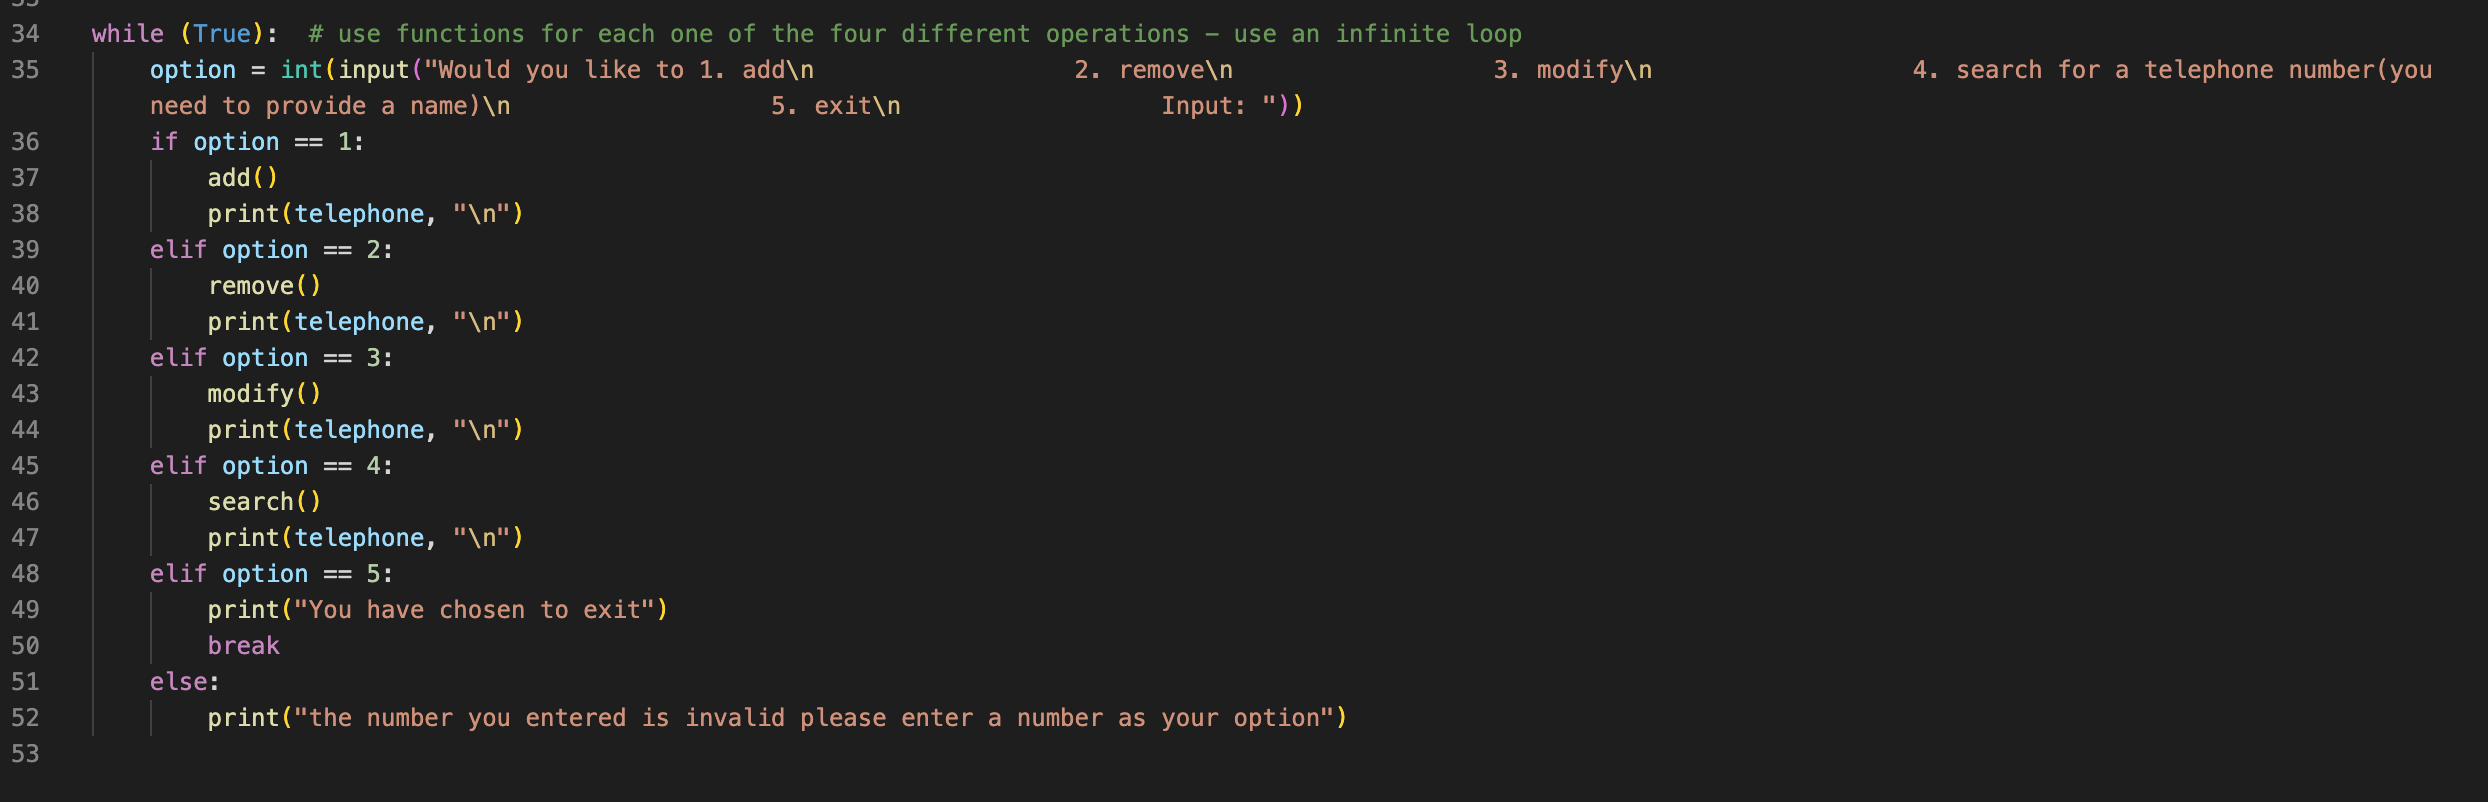 34 while (True):  # use functions for each one of the four different operations – use an infinite loop
35     option = int(input("Would you like to 1. add\n                  2. remove\n                  3. modify\n                  4. search for a telephone number(you
need to provide a name)\n                  5. exit\n                  Input: "))
36     if option == 1:
37         add()
38         print(telephone, "\n")
39     elif option == 2:
40         remove()
41         print(telephone, "\n")
42     elif option == 3:
43         modify()
44         print(telephone, "\n")
45     elif option == 4:
46         search()
47         print(telephone, "\n")
48     elif option == 5:
49         print("You have chosen to exit")
50         break
51     else:
52         print("the number you entered is invalid please enter a number as your option")
53